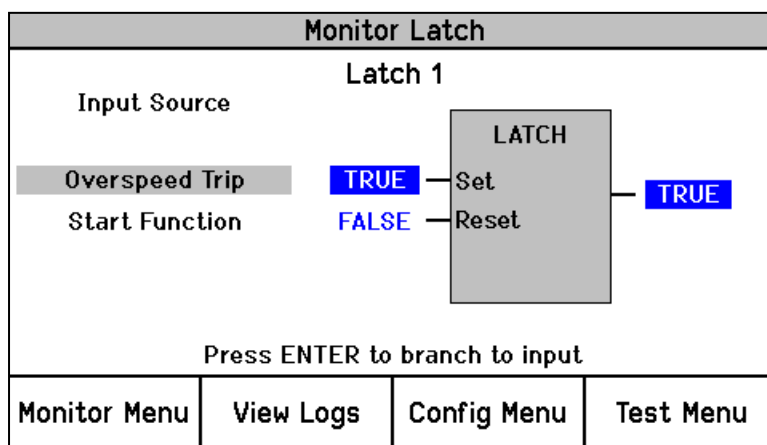 Monitor Latch
Latch 1
Input Source
LATCH
Overspeed Trip TRUE Set TRUE
Start Function FALSE Reset
Press ENTER to branch to input
Monitor Menu View Logs Config Menu Test Menu